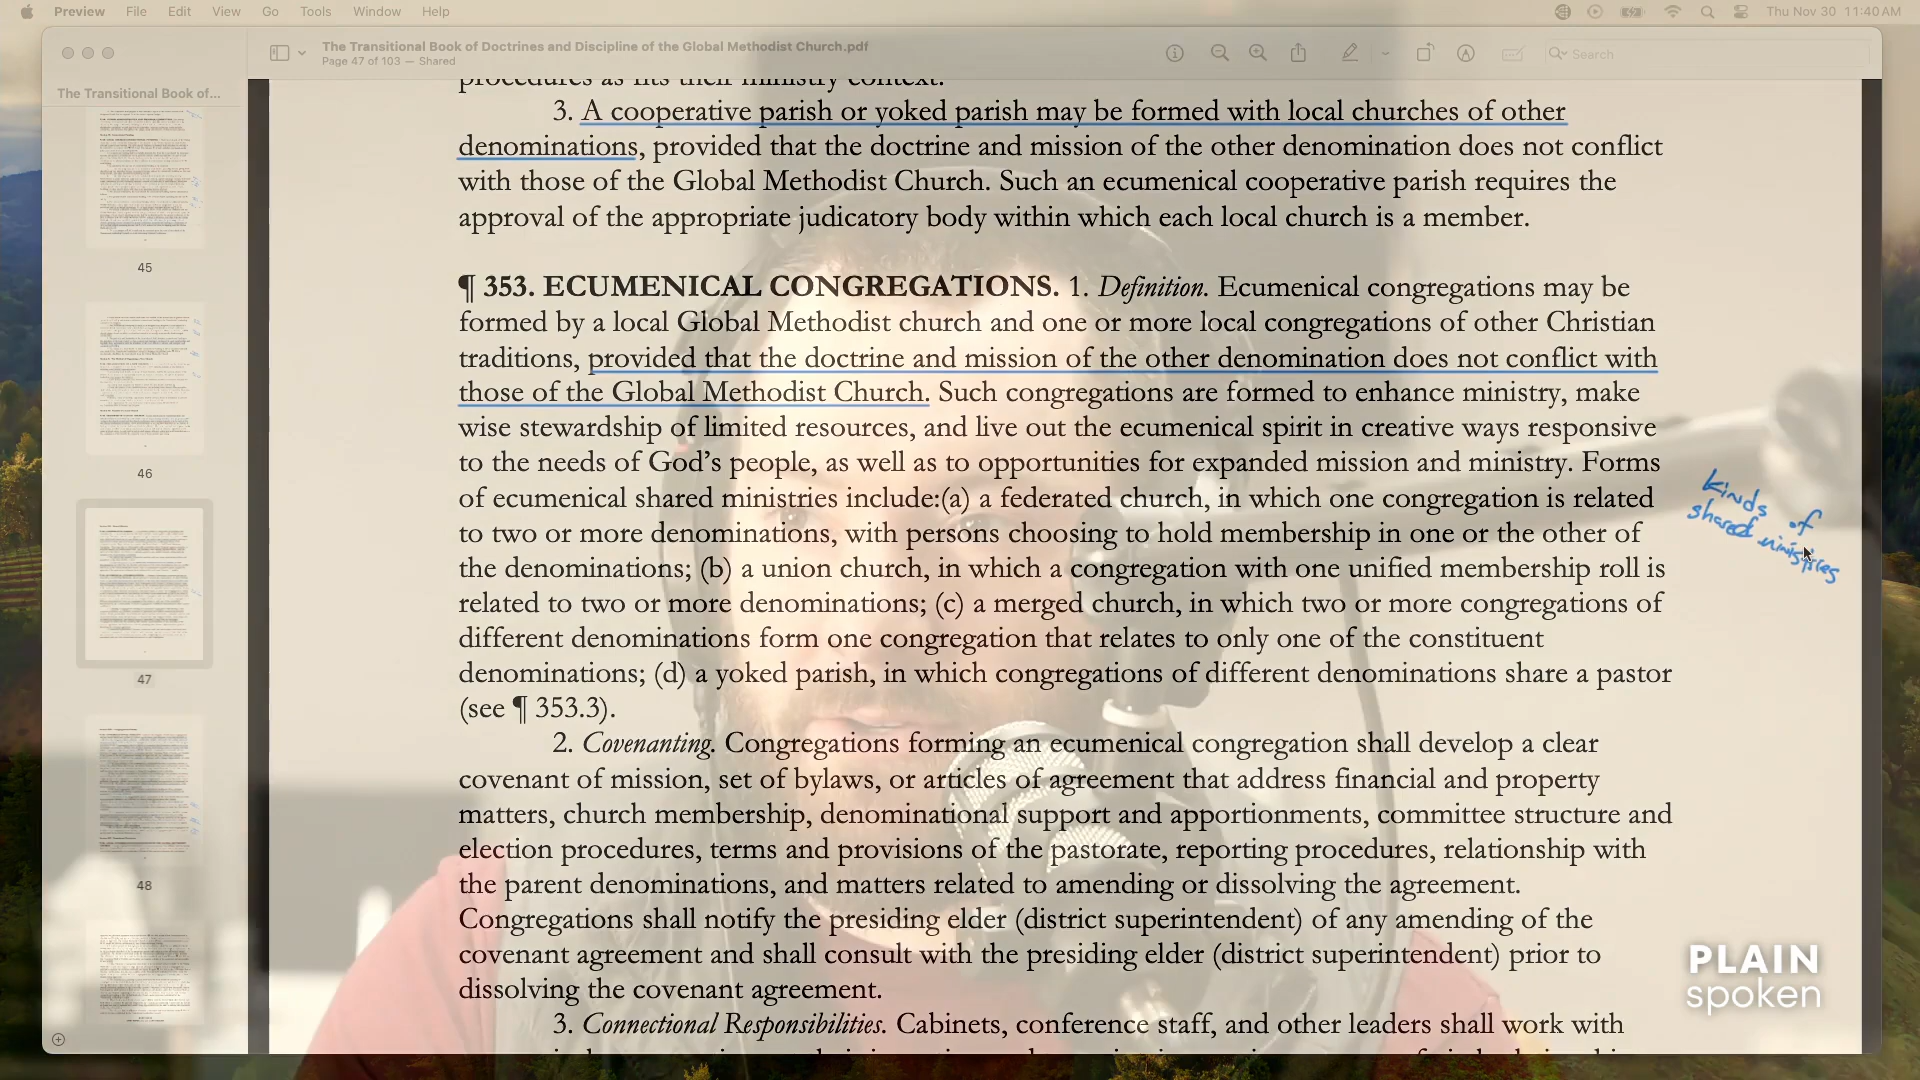 Preview File Edit View Go Tools Window Help Thu Nov 30 11:40 AM
The Transitional Book of Doctrines and Discipline of the Global Methodist Church.pdf
Page 47 of 103 — Shared
Search
The Transitional Book of...
45
46
47
48
procedures as fits their ministry context.
3. A cooperative parish or yoked parish may be formed with local churches of other
denominations, provided that the doctrine and mission of the other denomination does not conflict
with those of the Global Methodist Church. Such an ecumenical cooperative parish requires the
approval of the appropriate judicatory body within which each local church is a member.
¶ 353. ECUMENICAL CONGREGATIONS. 1. Definition. Ecumenical congregations may be
formed by a local Global Methodist church and one or more local congregations of other Christian
traditions, provided that the doctrine and mission of the other denomination does not conflict with
those of the Global Methodist Church. Such congregations are formed to enhance ministry, make
wise stewardship of limited resources, and live out the ecumenical spirit in creative ways responsive
to the needs of God’s people, as well as to opportunities for expanded mission and ministry. Forms
of ecumenical shared ministries include:(a) a federated church, in which one congregation is related
to two or more denominations, with persons choosing to hold membership in one or the other of
the denominations; (b) a union church, in which a congregation with one unified membership roll is
related to two or more denominations; (c) a merged church, in which two or more congregations of
different denominations form one congregation that relates to only one of the constituent
denominations; (d) a yoked parish, in which congregations of different denominations share a pastor
(see ¶ 353.3).
2. Covenanting. Congregations forming an ecumenical congregation shall develop a clear
covenant of mission, set of bylaws, or articles of agreement that address financial and property
matters, church membership, denominational support and apportionments, committee structure and
election procedures, terms and provisions of the pastorate, reporting procedures, relationship with
the parent denominations, and matters related to amending or dissolving the agreement.
Congregations shall notify the presiding elder (district superintendent) of any amending of the
covenant agreement and shall consult with the presiding elder (district superintendent) prior to
dissolving the covenant agreement.
3. Connectional Responsibilities. Cabinets, conference staff, and other leaders shall work with
kinds of
shared ministries
PLAIN
spoken